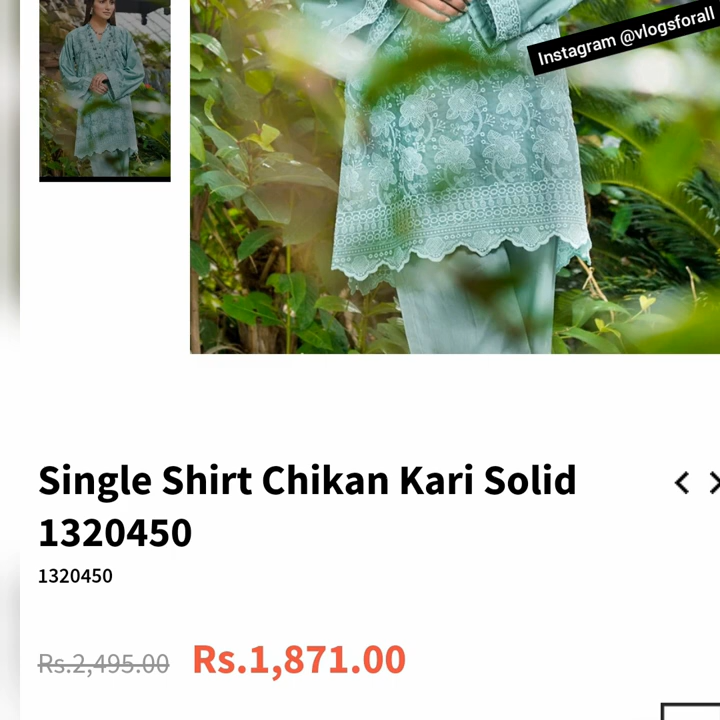 Instagram @vlogsforall
Single Shirt Chikan Kari Solid
1320450
1320450
Rs.2,495.00 Rs.1,871.00